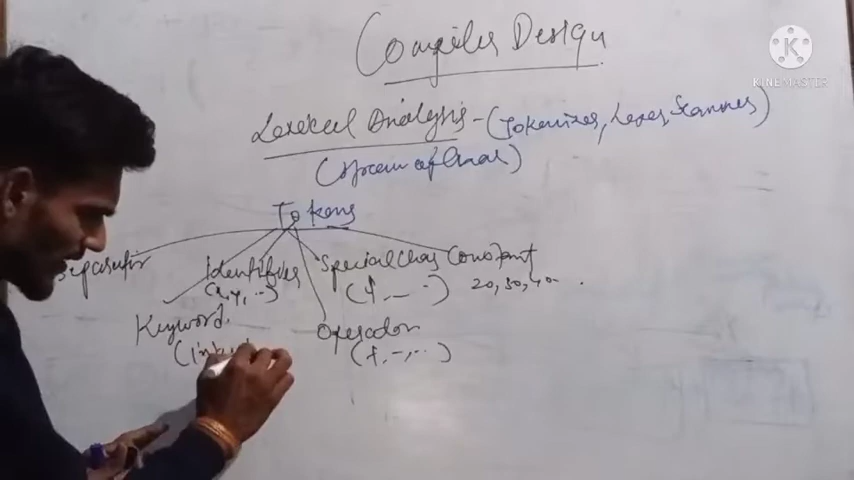 Compiler Design
KINEMASTER
Lexical Analysis - (Tokenizer, Lexer, Scanner)
(Stream of char)
Tokens
Separator Identifier Special Char Constant
(x, y, ..) 20, 30, 40
Keyword
Operator
(+, -, ..)